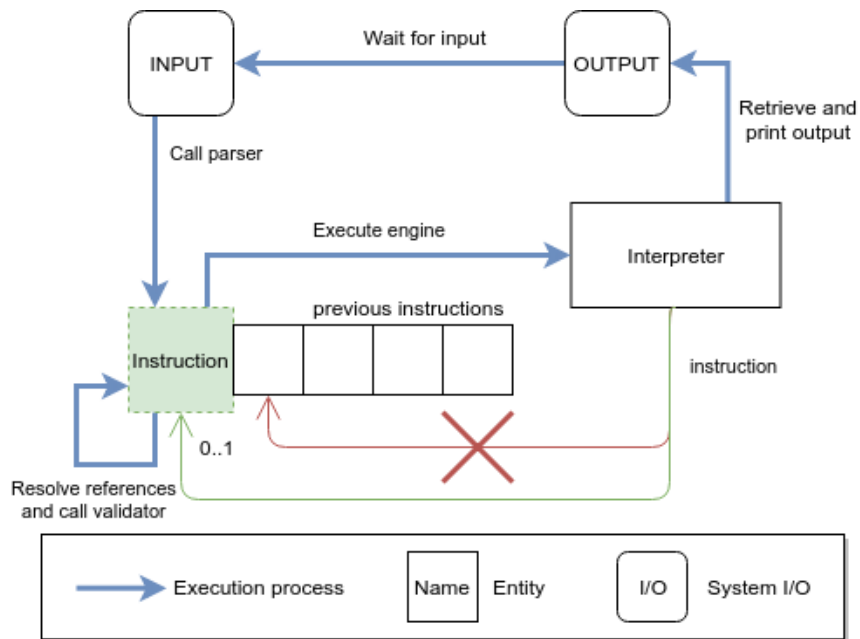 Wait for input
INPUT
OUTPUT
Retrieve and
print output
Call parser
Execute engine
Interpreter
previous instructions
Instruction
instruction
0..1
Resolve references
and call validator
Execution process
Name
Entity
I/O
System I/O